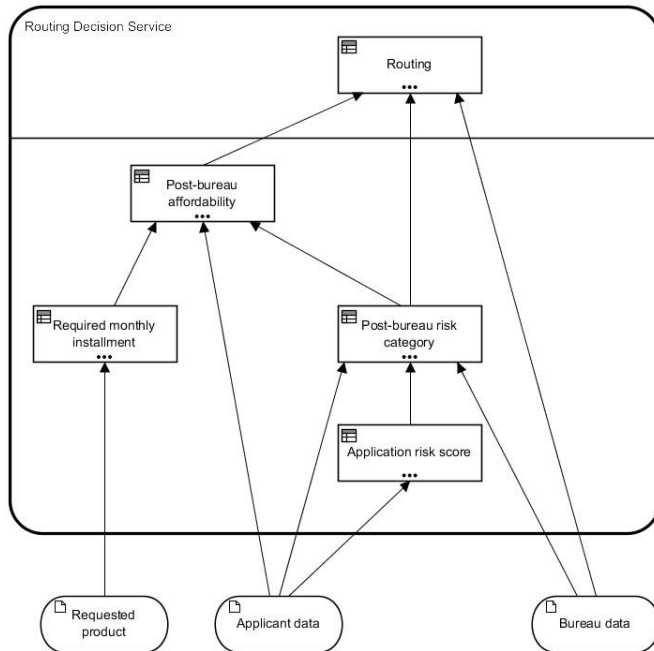 Routing Decision Service
Routing
Post-bureau
affordability
Required monthly
installment
Post-bureau risk
category
Application risk score
Requested
product
Applicant data
Bureau data